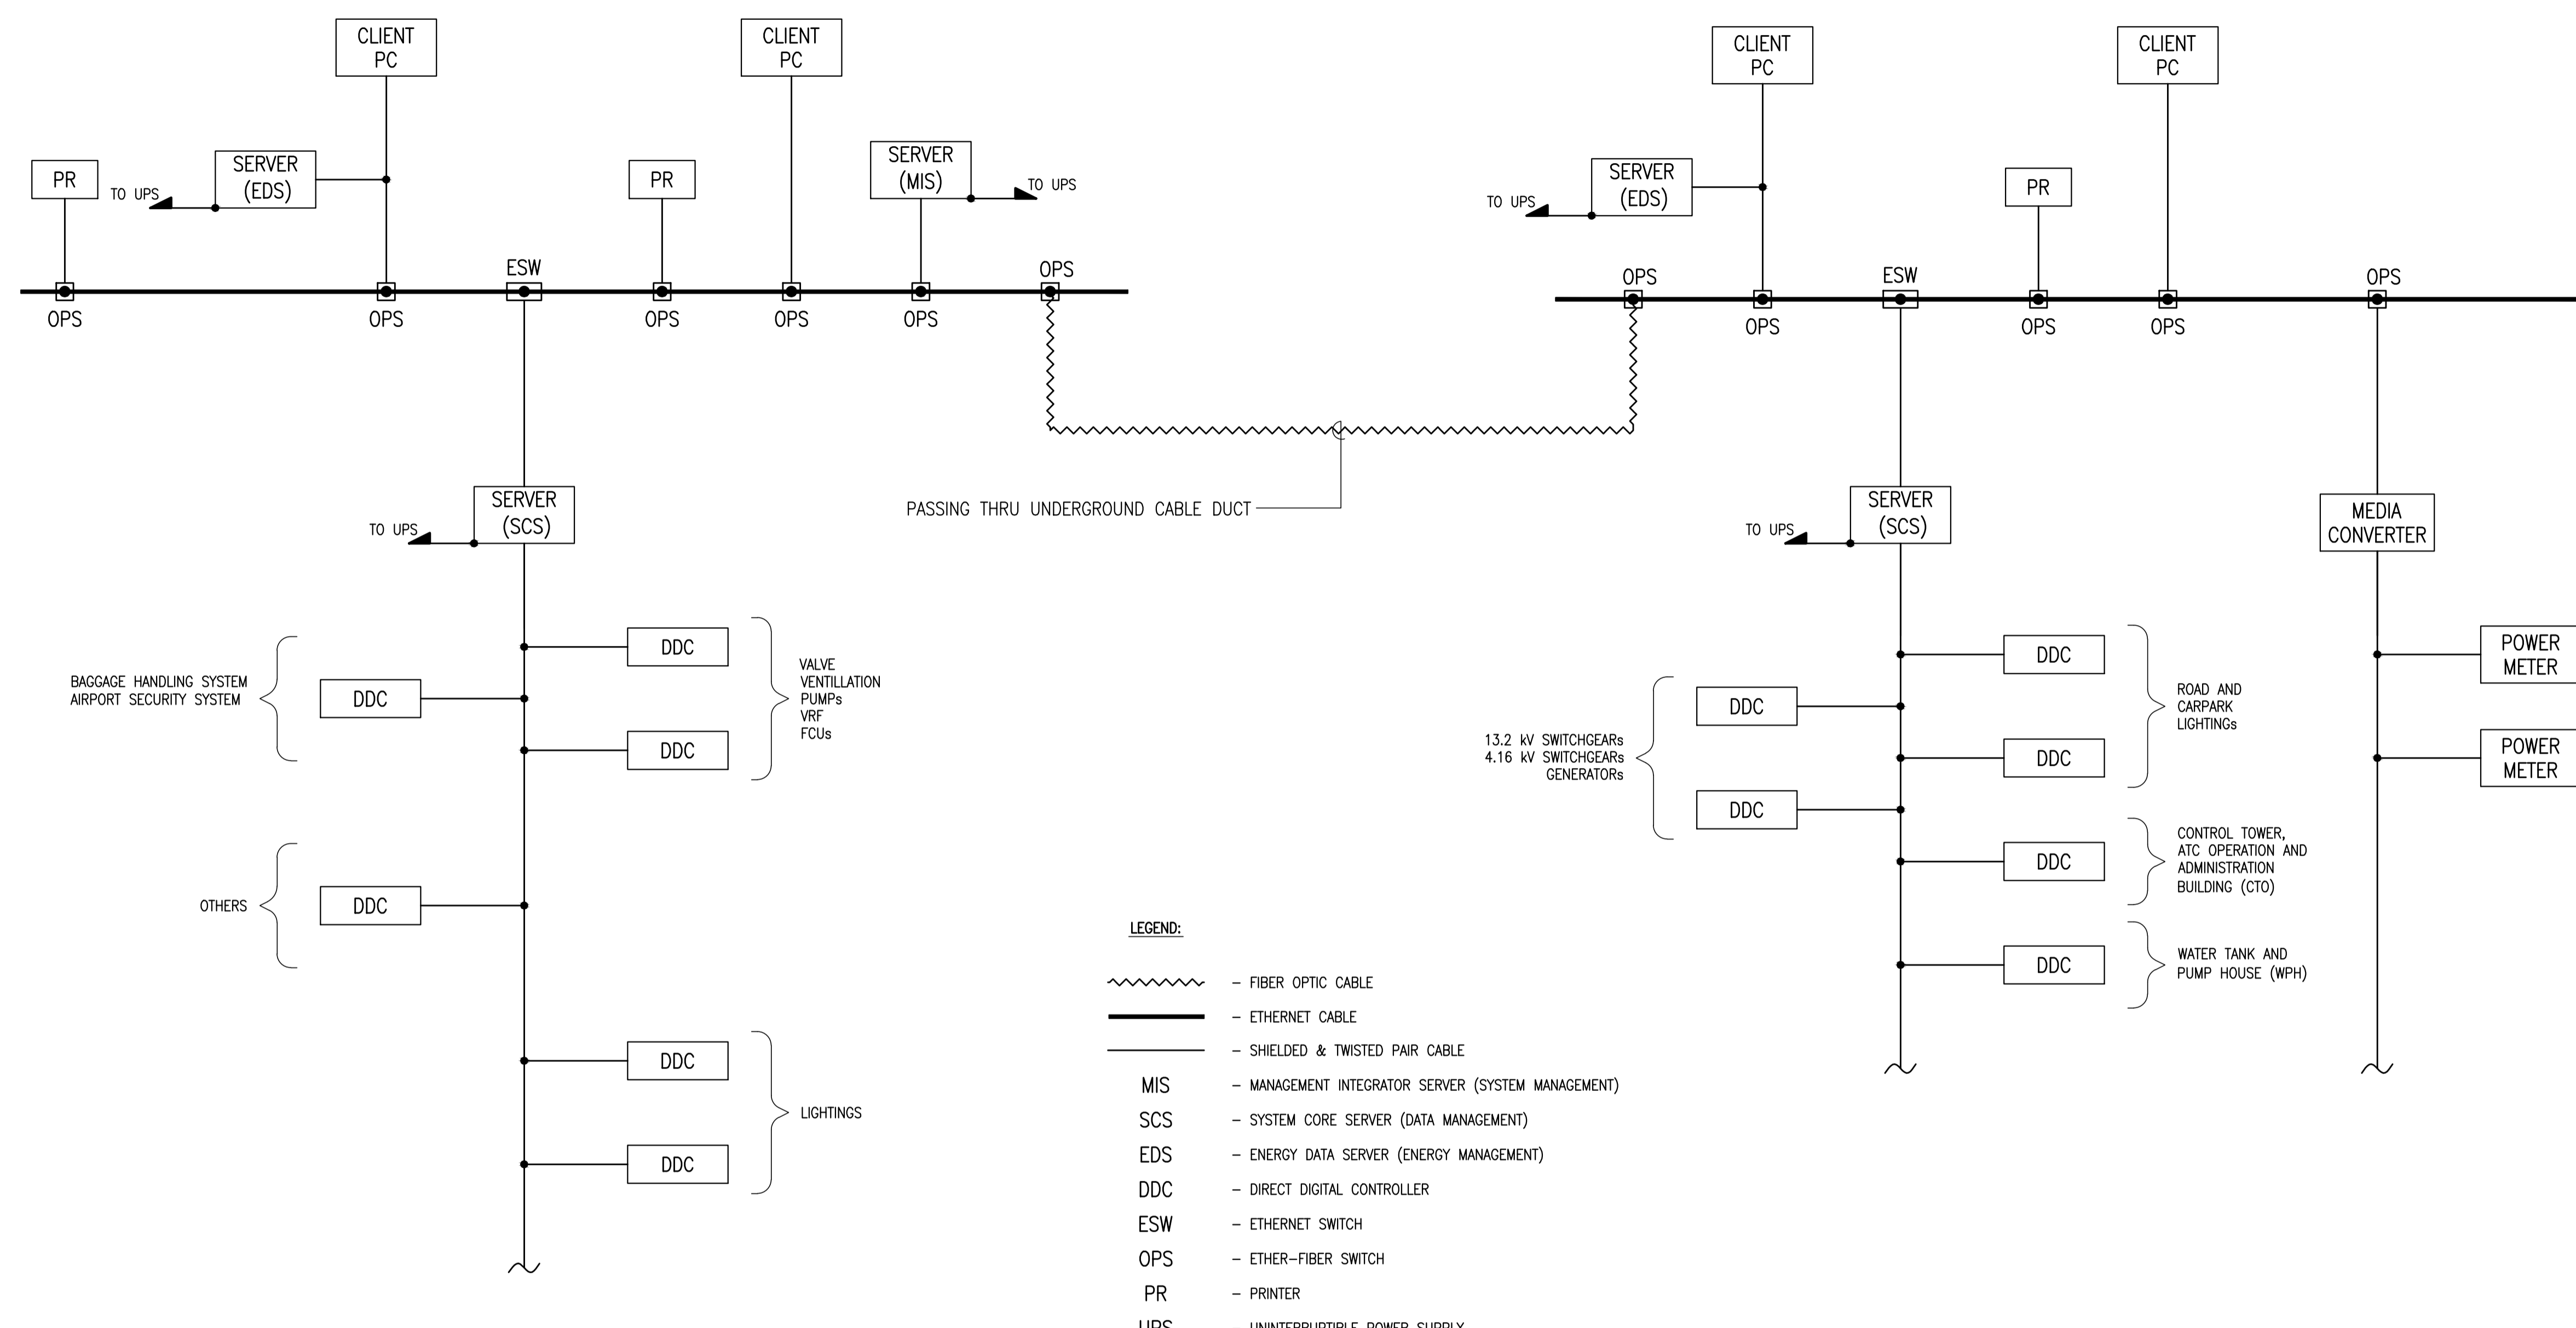 CLIENT
PC
CLIENT
PC
CLIENT
PC
CLIENT
PC
PR
TO UPS
SERVER
(EDS)
PR
SERVER
(MIS)
TO UPS
TO UPS
SERVER
(EDS)
PR
ESW
OPS
OPS
ESW
OPS
OPS
OPS
OPS
OPS
OPS
OPS
OPS
OPS
TO UPS
SERVER
(SCS)
PASSING THRU UNDERGROUND CABLE DUCT
TO UPS
SERVER
(SCS)
MEDIA
CONVERTER
BAGGAGE HANDLING SYSTEM
AIRPORT SECURITY SYSTEM
DDC
DDC
DDC
VALVE
VENTILLATION
PUMPs
VRF
FCUs
OTHERS
DDC
DDC
DDC
LIGHTINGS
13.2 kV SWITCHGEARs
4.16 kV SWITCHGEARs
GENERATORs
DDC
DDC
DDC
DDC
ROAD AND
CARPARK
LIGHTINGs
DDC
CONTROL TOWER,
ATC OPERATION AND
ADMINISTRATION
BUILDING (CTO)
DDC
WATER TANK AND
PUMP HOUSE (WPH)
POWER
METER
POWER
METER
LEGEND:
– FIBER OPTIC CABLE
– ETHERNET CABLE
– SHIELDED & TWISTED PAIR CABLE
MIS – MANAGEMENT INTEGRATOR SERVER (SYSTEM MANAGEMENT)
SCS – SYSTEM CORE SERVER (DATA MANAGEMENT)
EDS – ENERGY DATA SERVER (ENERGY MANAGEMENT)
DDC – DIRECT DIGITAL CONTROLLER
ESW – ETHERNET SWITCH
OPS – ETHER–FIBER SWITCH
PR – PRINTER
UPS – UNINTERRUPTIBLE POWER SUPPLY